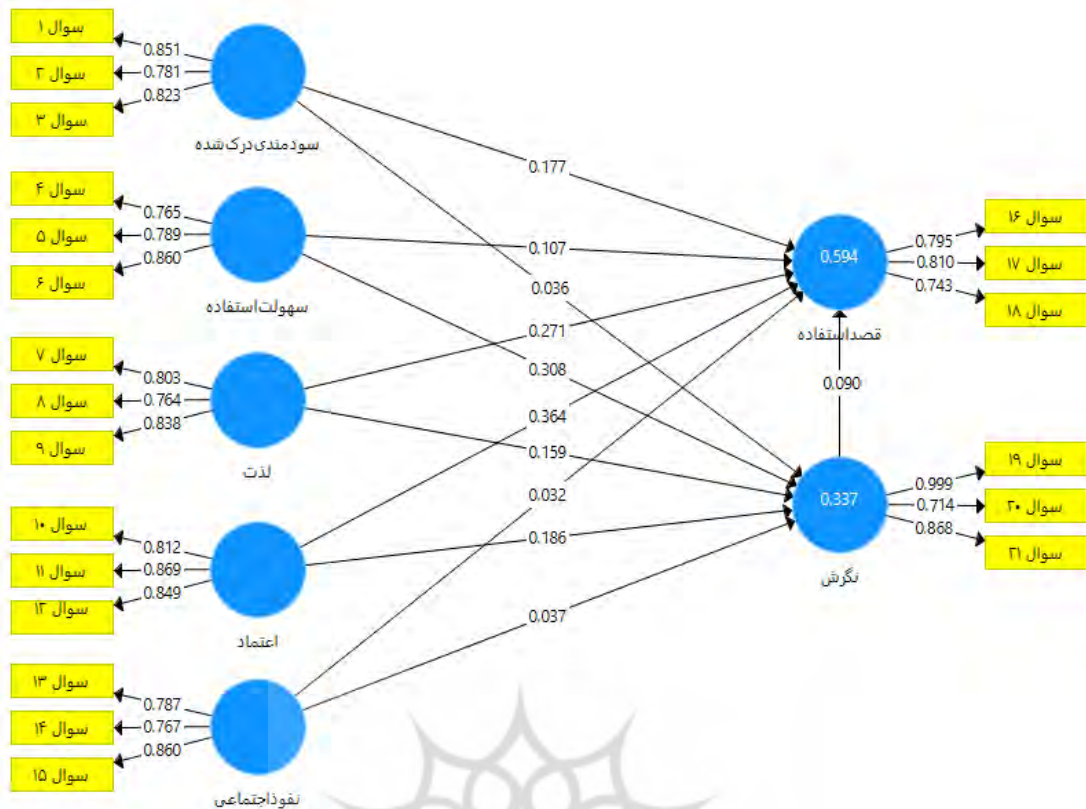 سوال ۱
0.851
سوال ۲
0.781
سوال ۳
0.823
سودمندی درک شده
سوال ۴
0.765
سوال ۵
0.789
سوال ۶
0.860
سهولت استفاده
سوال ۷
0.803
سوال ۸
0.764
سوال ۹
0.838
لذت
سوال ۱۰
0.812
سوال ۱۱
0.869
سوال ۱۲
0.849
اعتماد
سوال ۱۳
0.787
سوال ۱۴
0.767
سوال ۱۵
0.860
نفوذاجتماعی
0.177
0.107
0.036
0.271
0.308
0.364
0.159
0.032
0.186
0.037
0.594
قصداستفاده
0.090
0.337
نگرش
سوال ۱۶
0.795
سوال ۱۷
0.810
سوال ۱۸
0.743
سوال ۱۹
0.999
سوال ۲۰
0.714
سوال ۲۱
0.868